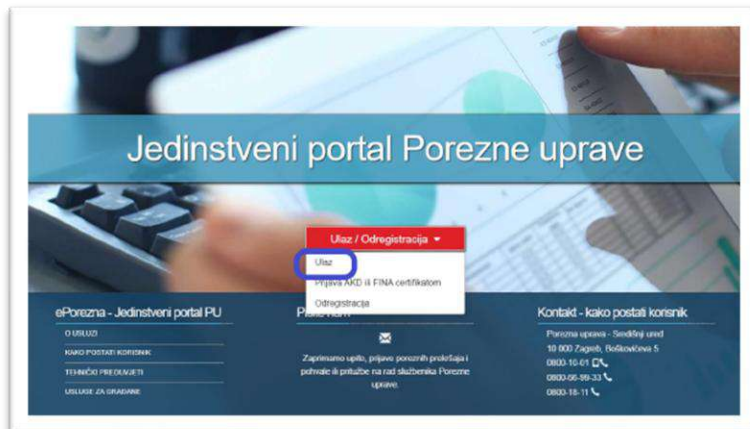 Jedinstveni portal Porezne uprave
Ulaz / Odregistracija
Ulaz
Prijava AKD ili FINA certifikatom
Odregistracija
ePorezna - Jedinstveni portal PU
O USLUZI
KAKO POSTATI KORISNIK
TEHNIČKI PREDUVJETI
USLUGE ZA GRAĐANE
Zaprimamo upite, prijave poreznih prekršaja i
pohvale ili pritužbe na rad službenika Porezne
uprave.
Kontakt - kako postati korisnik
Porezna uprava - Središnji ured
10 000 Zagreb, Boškovićeva 5
0800-10-01
0800-66-99-33
0800-18-11